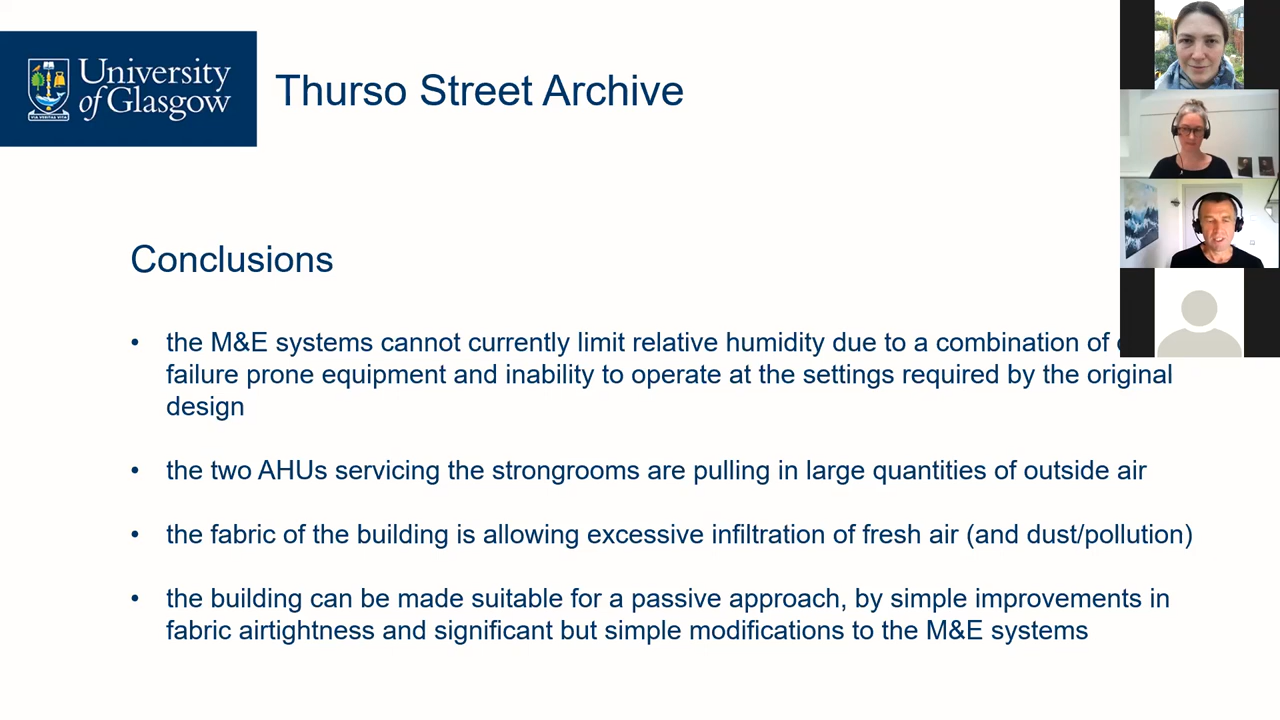 University
of Glasgow
VIA VERITAS VITA
Thurso Street Archive
Conclusions
• the M&E systems cannot currently limit relative humidity due to a combination of
failure prone equipment and inability to operate at the settings required by the original
design
• the two AHUs servicing the strongrooms are pulling in large quantities of outside air
• the fabric of the building is allowing excessive infiltration of fresh air (and dust/pollution)
• the building can be made suitable for a passive approach, by simple improvements in
fabric airtightness and significant but simple modifications to the M&E systems